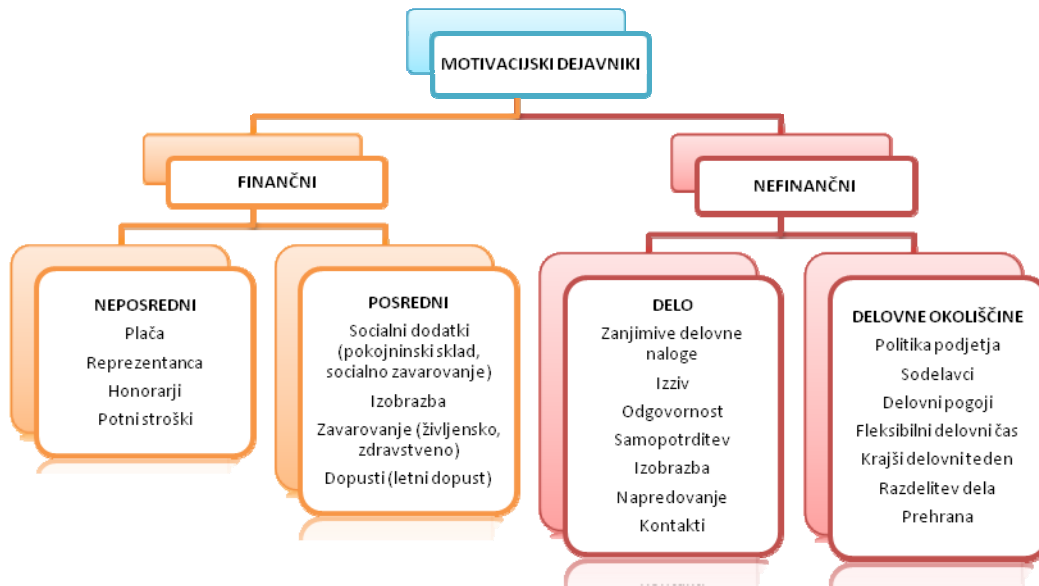 MOTIVACIJSKI DEJAVNIKI
FINANČNI
NEFINANČNI
NEPOSREDNI
Plača
Reprezentanca
Honorarji
Potni stroški
POSREDNI
Socialni dodatki
(pokojninski sklad,
socialno zavarovanje)
Izobrazba
Zavarovanje (življensko,
zdravstveno)
Dopusti (letni dopust)
DELO
Zanjimive delovne
naloge
Izziv
Odgovornost
Samopotrditev
Izobrazba
Napredovanje
Kontakti
DELOVNE OKOLIŠČINE
Politika podjetja
Sodelavci
Delovni pogoji
Fleksibilni delovni čas
Krajši delovni teden
Razdelitev dela
Prehrana